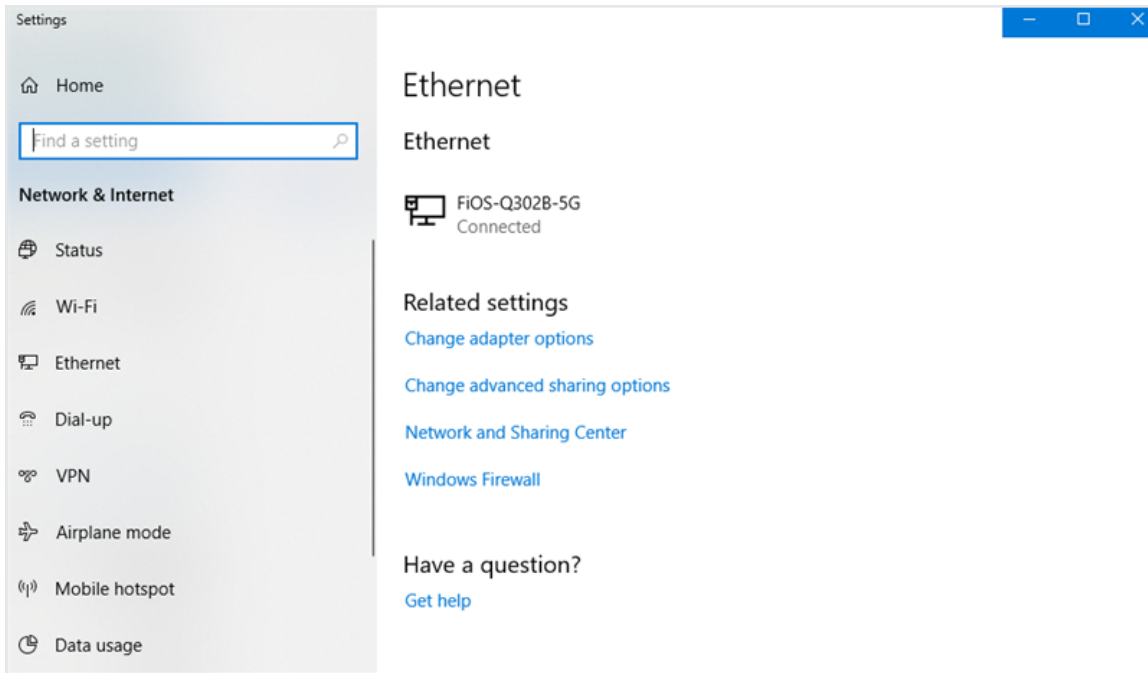 Settings
Home
Find a setting
Network & Internet
Status
Wi-Fi
Ethernet
Dial-up
VPN
Airplane mode
Mobile hotspot
Data usage
Ethernet
Ethernet
FiOS-Q302B-5G
Connected
Related settings
Change adapter options
Change advanced sharing options
Network and Sharing Center
Windows Firewall
Have a question?
Get help